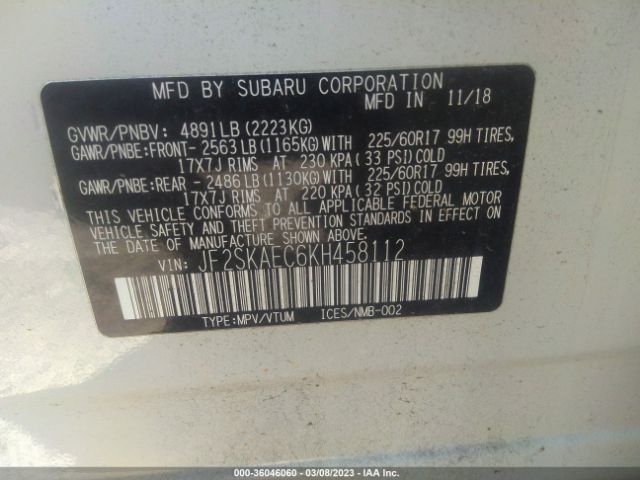 MFD BY SUBARU CORPORATION
MFD IN 11/18
GVWR/PNBV: 4891LB(2223KG)
GAWR/PNBE:FRONT-2563LB(1165KG)WITH 225/60R17 99H TIRES,
17X7J RIMS AT 230 KPA(33 PSI)COLD
GAWR/PNBE:REAR -2486LB(1130KG)WITH 225/60R17 99H TIRES,
17X7J RIMS AT 220 KPA(32 PSI)COLD
THIS VEHICLE CONFORMS TO ALL APPLICABLE FEDERAL MOTOR
VEHICLE SAFETY AND THEFT PREVENTION STANDARDS IN EFFECT ON
THE DATE OF MANUFACTURE SHOWN ABOVE.
VIN: JF2SKAEC6KH458112
TYPE:MPV/VTUM ICES/NMB-002
000-36046060 - 03/08/2023 - IAA Inc.